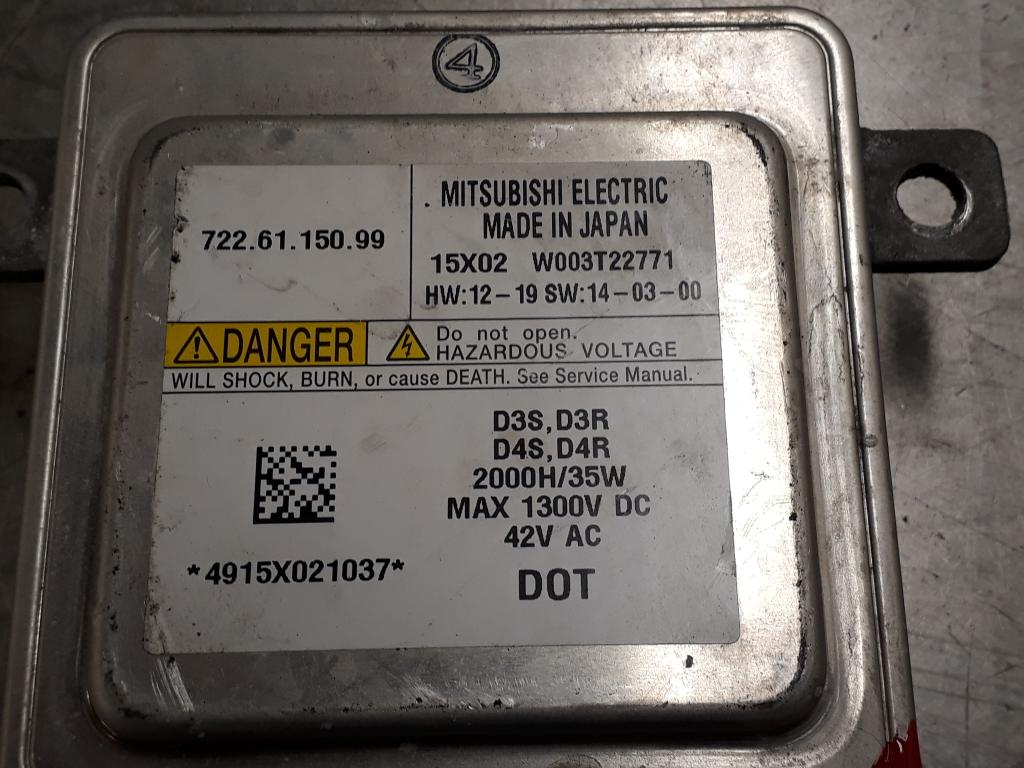 4
722.61.150.99
. MITSUBISHI ELECTRIC
MADE IN JAPAN
15X02 W003T22771
HW:12-19 SW:14-03-00
DANGER
Do not open.
HAZARDOUS VOLTAGE
WILL SHOCK, BURN, or cause DEATH. See Service Manual.
D3S, D3R
D4S, D4R
2000H/35W
MAX 1300V DC
42V AC
*4915X021037*
DOT